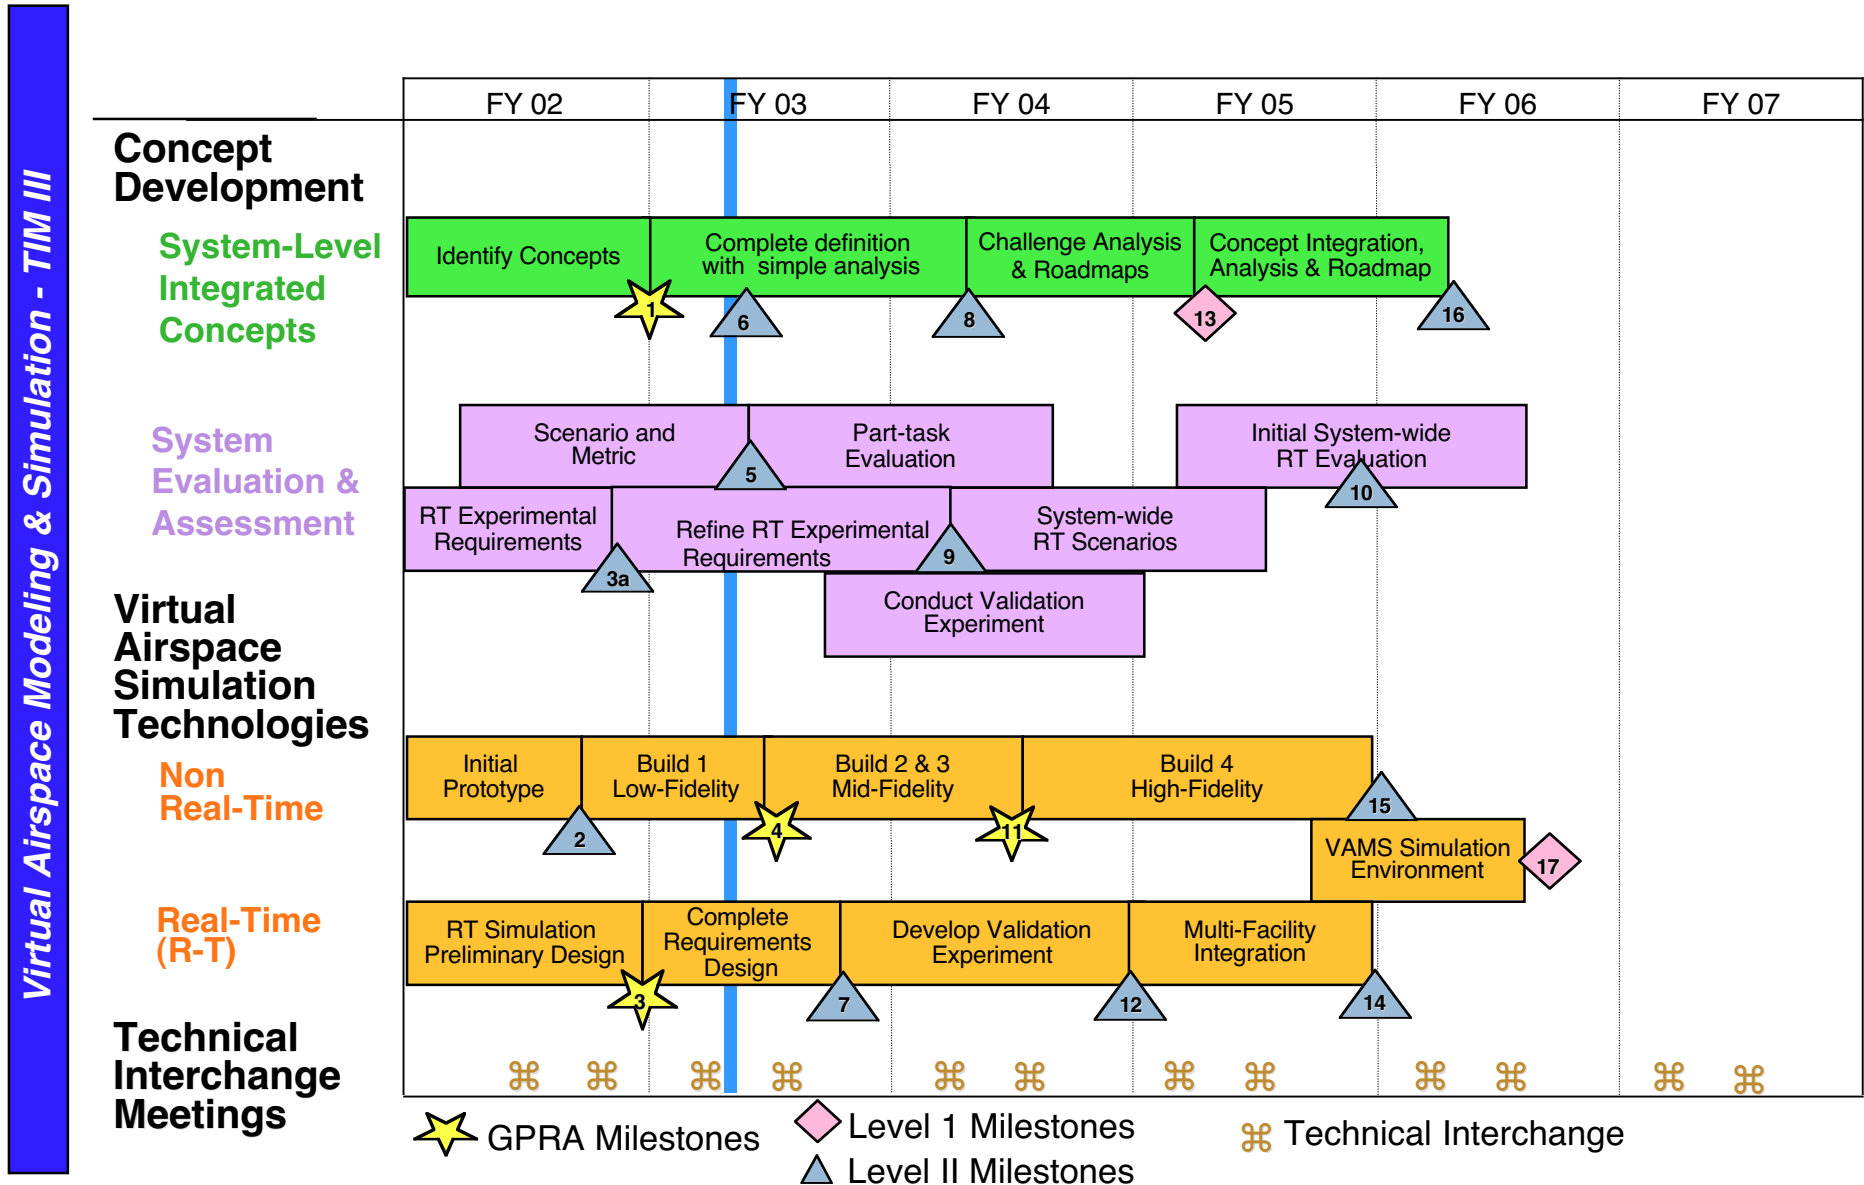 Virtual Airspace Modeling & Simulation - TIM III
FY 02
FY 03
FY 04
FY 05
FY 06
FY 07
Concept
Development
System-Level
Integrated
Concepts
Identify Concepts
Complete definition
with simple analysis
Challenge Analysis
& Roadmaps
Concept Integration,
Analysis & Roadmap
1
6
8
13
16
System
Evaluation &
Assessment
Scenario and
Metric
Part-task
Evaluation
Initial System-wide
RT Evaluation
5
10
RT Experimental
Requirements
Refine RT Experimental
Requirements
System-wide
RT Scenarios
3a
9
Conduct Validation
Experiment
Virtual
Airspace
Simulation
Technologies
Non
Real-Time
Initial
Prototype
Build 1
Low-Fidelity
Build 2 & 3
Mid-Fidelity
Build 4
High-Fidelity
2
4
11
15
VAMS Simulation
Environment
17
Real-Time
(R-T)
RT Simulation
Preliminary Design
Complete
Requirements
Design
Develop Validation
Experiment
Multi-Facility
Integration
3
7
12
14
Technical
Interchange
Meetings
GPRA Milestones
Level 1 Milestones
Level II Milestones
Technical Interchange